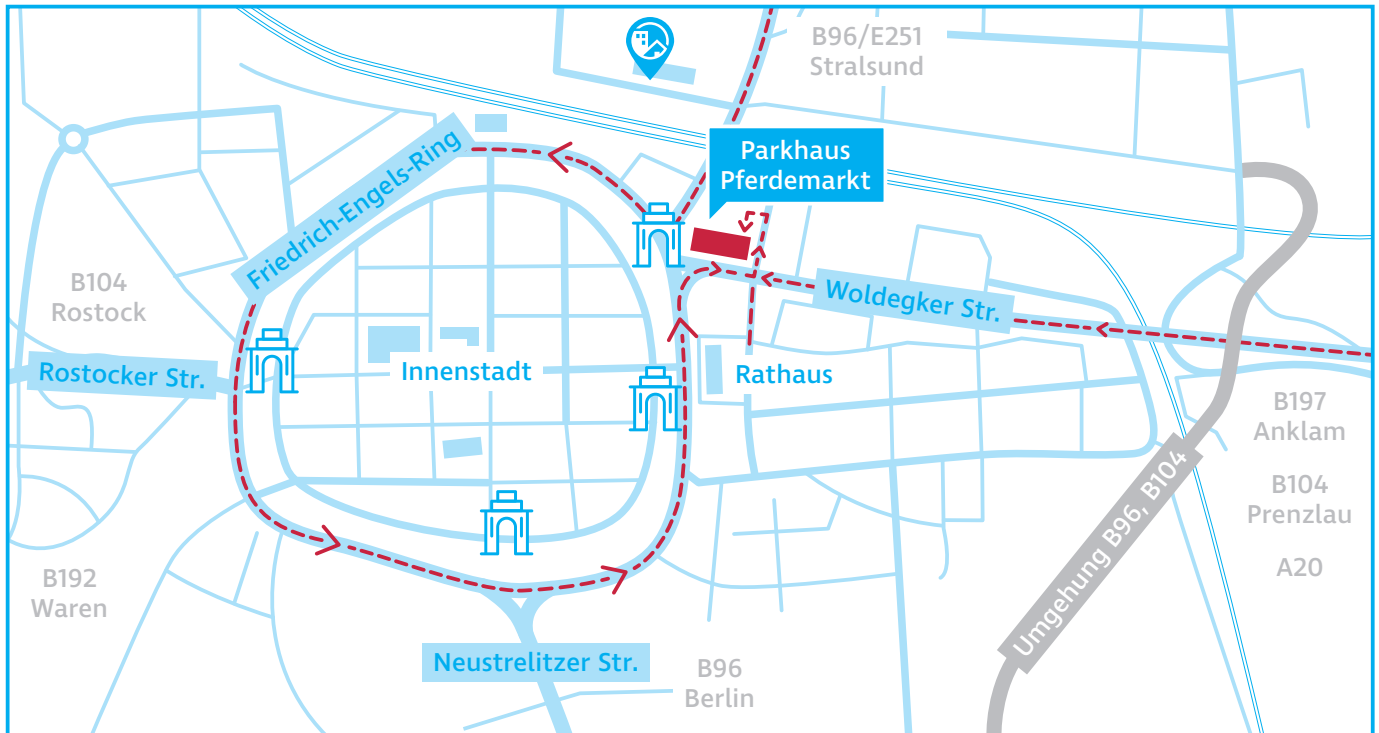 B96/E251
Stralsund
Parkhaus
Pferdemarkt
Friedrich-Engels-Ring
B104
Rostock
Woldegker Str.
Rostocker Str.
Innenstadt
Rathaus
B197
Anklam
B104
Prenzlau
A20
Umgehung B96, B104
B192
Waren
Neustrelitzer Str.
B96
Berlin